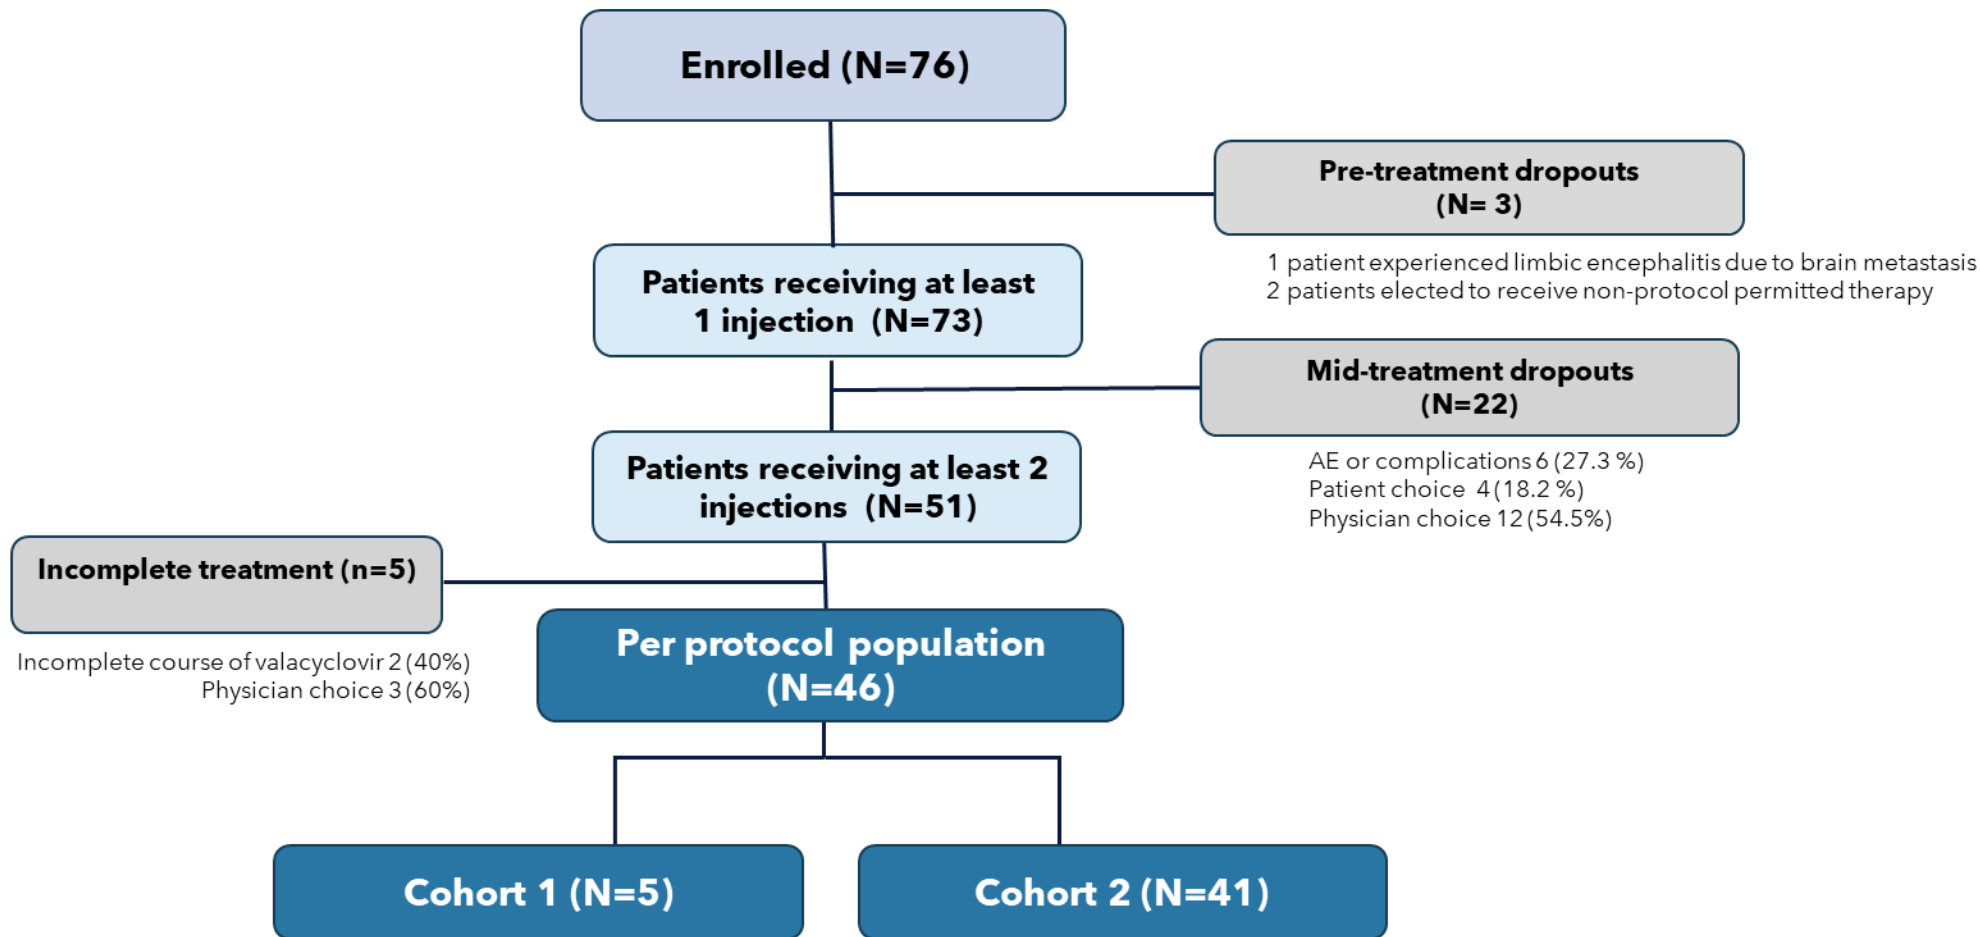 Enrolled (N=76)
Pre-treatment dropouts
(N= 3)
1 patient experienced limbic encephalitis due to brain metastasis
2 patients elected to receive non-protocol permitted therapy
Patients receiving at least
1 injection (N=73)
Mid-treatment dropouts
(N=22)
AE or complications 6 (27.3 %)
Patient choice 4 (18.2 %)
Physician choice 12 (54.5%)
Patients receiving at least 2
injections (N=51)
Incomplete treatment (n=5)
Incomplete course of valacyclovir 2 (40%)
Physician choice 3 (60%)
Per protocol population
(N=46)
Cohort 1 (N=5)
Cohort 2 (N=41)